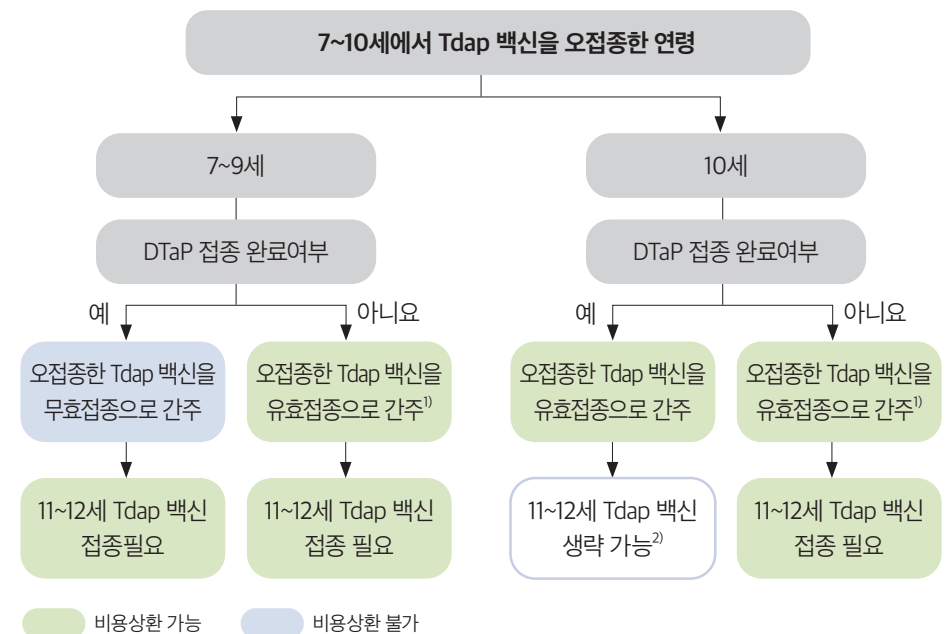 7~10세에서 Tdap 백신을 오접종한 연령
7~9세
10세
DTaP 접종 완료여부
DTaP 접종 완료여부
예
아니요
예
아니요
오접종한 Tdap 백신을
무효접종으로 간주
오접종한 Tdap 백신을
유효접종으로 간주1)
오접종한 Tdap 백신을
유효접종으로 간주
오접종한 Tdap 백신을
유효접종으로 간주1)
11~12세 Tdap 백신
접종필요
11~12세 Tdap 백신
접종 필요
11~12세 Tdap 백신
생략 가능2)
11~12세 Tdap 백신
접종 필요
비용상환 가능
비용상환 불가